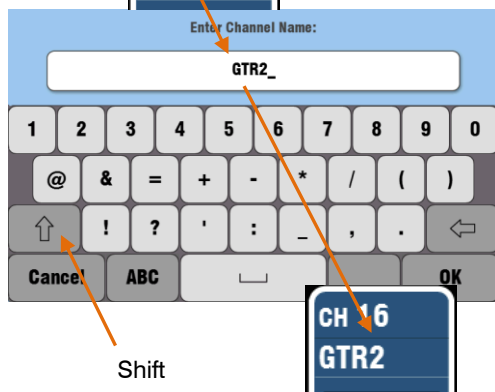 Enter Channel Name:
GTR2_
1 2 3 4 5 6 7 8 9 0
@ & = + - * / ( )
! ? ' : _ , .
Cancel ABC OK
CH 16
GTR2
Shift